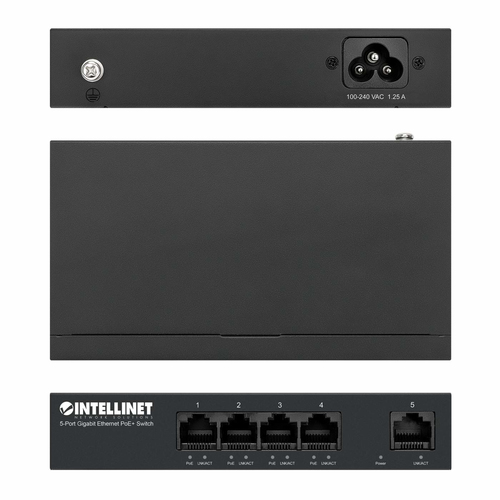 100-240 VAC 1.25 A
INTELLINET
NETWORK SOLUTIONS
5-Port Gigabit Ethernet PoE+ Switch
1 2 3 4 5
PoE LNK/ACT PoE LNK/ACT PoE LNK/ACT PoE LNK/ACT Power LNK/ACT